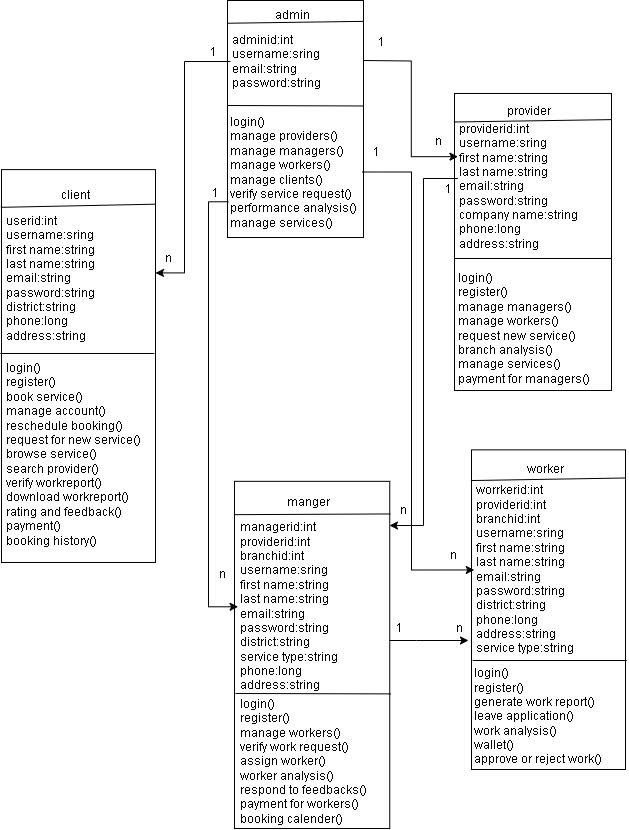 admin
adminid:int
username:sring
email:string
password:string
login()
manage providers()
manage managers()
manage workers()
manage clients()
verify service request()
performance analysis()
manage services()
1
1
1
1
provider
providerid:int
username:sring
first name:string
last name:string
email:string
password:string
company name:string
phone:long
address:string
login()
register()
manage managers()
manage workers()
request new service()
branch analysis()
manage services()
payment for managers()
n
1
client
userid:int
username:sring
first name:string
last name:string
email:string
password:string
district:string
phone:long
address:string
login()
register()
book service()
manage account()
reschedule booking()
request for new service()
browse service()
search provider()
verify workreport()
download workreport()
rating and feedback()
payment()
booking history()
n
manger
managerid:int
providerid:int
branchid:int
username:sring
first name:string
last name:string
email:string
password:string
district:string
service type:string
phone:long
address:string
login()
register()
manage workers()
verify work request()
assign worker()
worker analysis()
respond to feedbacks()
payment for workers()
booking calender()
n
n
1
worker
worrkerid:int
providerid:int
branchid:int
username:sring
first name:string
last name:string
email:string
password:string
district:string
phone:long
address:string
service type:string
login()
register()
generate work report()
leave application()
work analysis()
wallet()
approve or reject work()
n
n